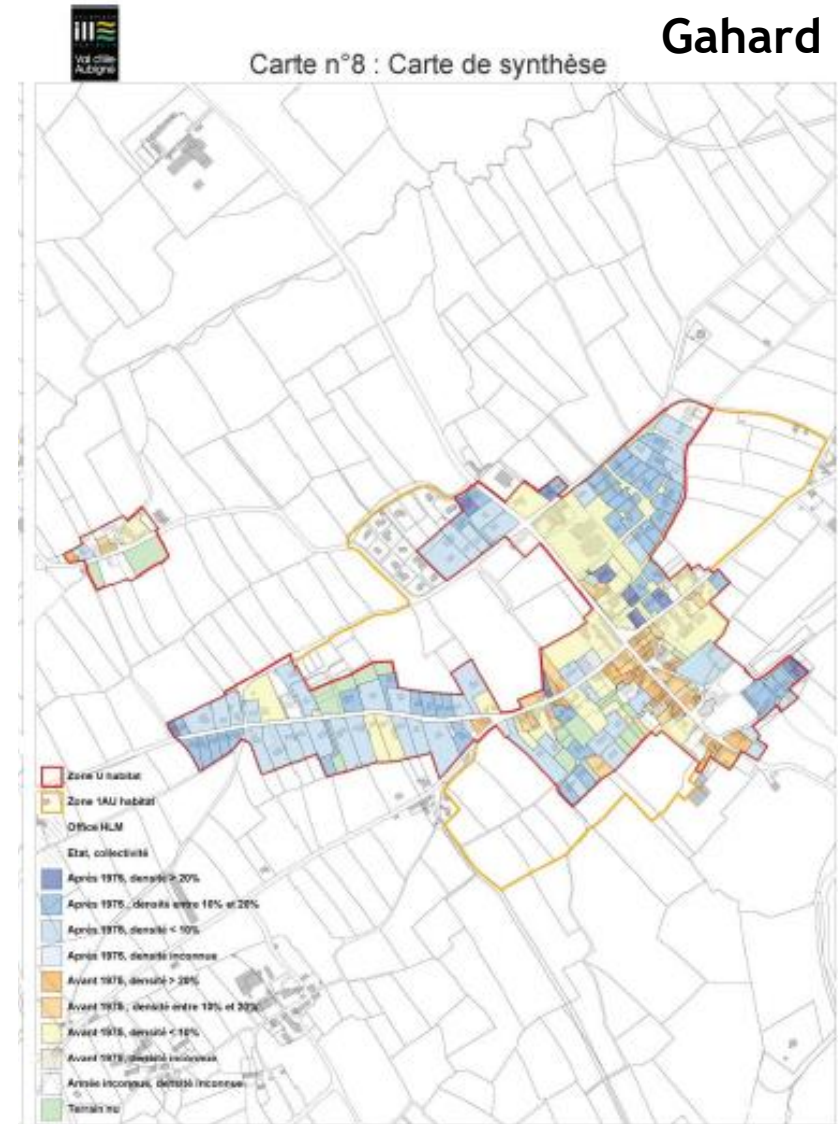 Gahard
ille
Val d'Ille
Aubigné
Carte n°8 : Carte de synthèse
Zone U habitat
Zone 1AU habitat
Office HLM
Etat, collectivité
Après 1975, densité > 20%
Après 1975, densité entre 10% et 20%
Après 1975, densité < 10%
Après 1975, densité inconnue
Avant 1975, densité > 20%
Avant 1975, densité entre 10% et 20%
Avant 1975, densité < 10%
Avant 1975, densité inconnue
Année inconnue, densité inconnue
Terrain nu